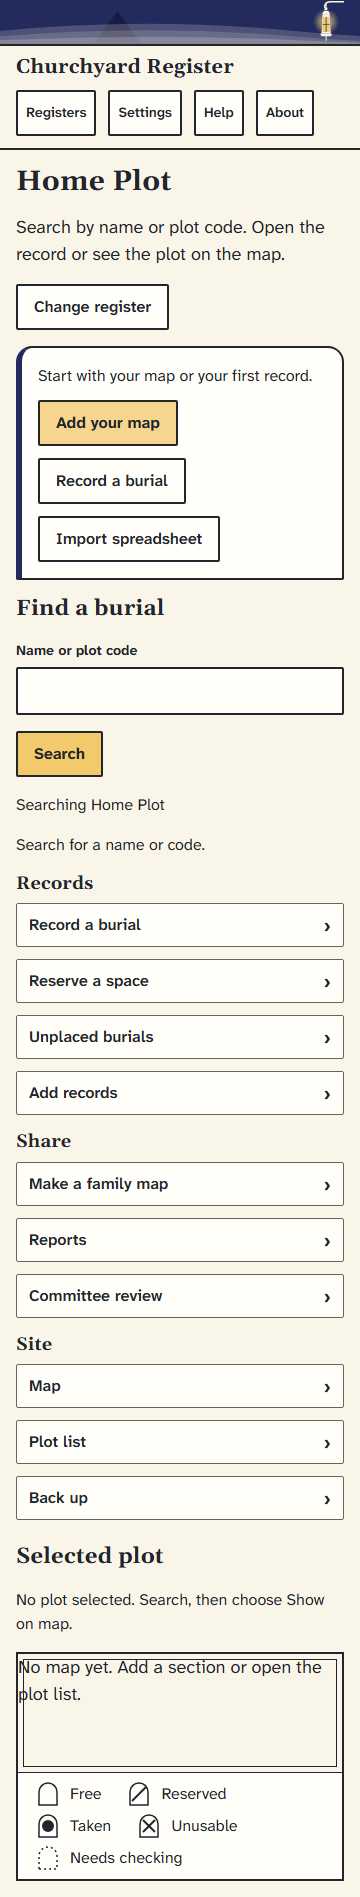 Churchyard Register
Registers
Settings
Help
About
Home Plot
Search by name or plot code. Open the
record or see the plot on the map.
Change register
Start with your map or your first record.
Add your map
Record a burial
Import spreadsheet
Find a burial
Name or plot code
Search
Searching Home Plot
Search for a name or code.
Records
Record a burial ›
Reserve a space ›
Unplaced burials ›
Add records ›
Share
Make a family map ›
Reports ›
Committee review ›
Site
Map ›
Plot list ›
Back up ›
Selected plot
No plot selected. Search, then choose Show
on map.
No map yet. Add a section or open the
plot list.
Free
Reserved
Taken
Unusable
Needs checking